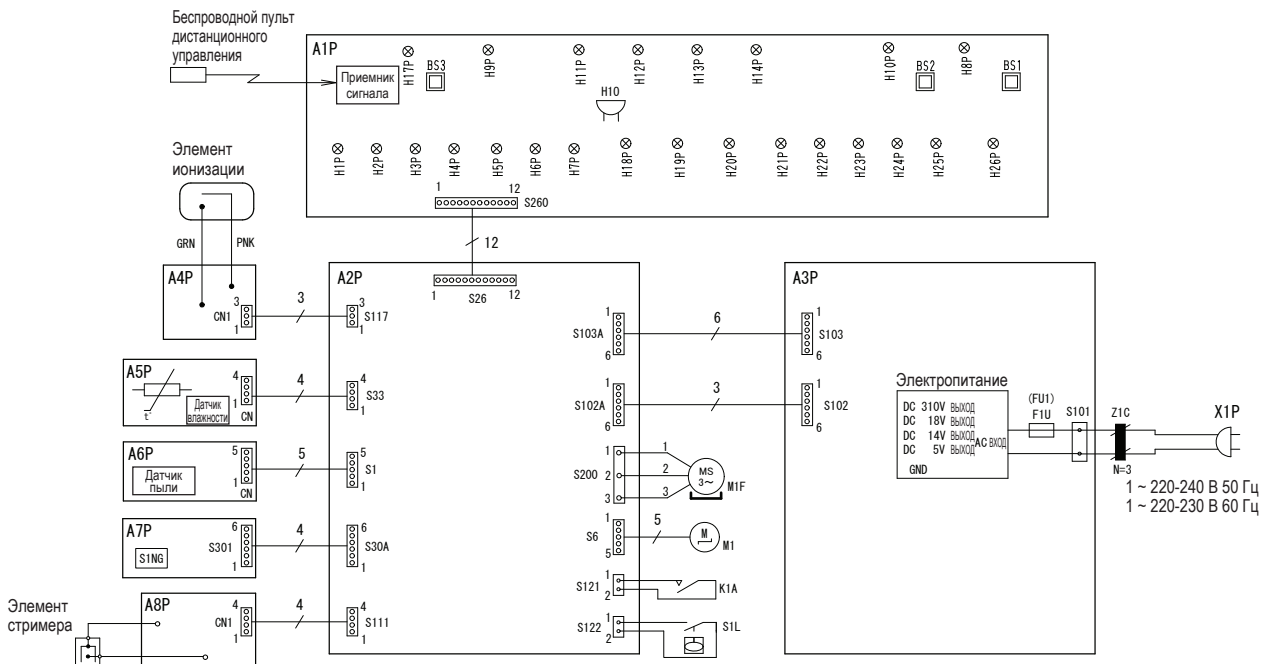 Беспроводной пульт
дистанционного
управления
A1P
Приемник
сигнала
H17P
BS3
H9P
H11P
H12P
H13P
H14P
H10P
BS2
H8P
BS1
H10
H1P
H2P
H3P
H4P
H5P
H6P
H7P
H18P
H19P
H20P
H21P
H22P
H23P
H24P
H25P
H26P
1 12
S260
12
Элемент
ионизации
GRN PNK
A4P
CN1
3
1
3
A2P
1 S26 12
3
S117
1
A5P
t°
Датчик
влажности
4
1
CN
4
4
S33
1
A6P
Датчик
пыли
5
1
CN
5
5
S1
1
A7P
S1NG
S301
6
1
4
6
S30A
1
Элемент
стримера
A8P
CN1
4
1
4
4
S111
1
S103A
1
6
6
S102A
1
6
3
S200
1
2
3
1
2
3
MS
3~
M1F
S6
1
5
5
M
M1
S121
1
2
K1A
S122
1
2
S1L
A3P
1
S103
6
1
S102
6
Электропитание
DC 310V ВЫХОД
DC 18V ВЫХОД
DC 14V ВЫХОД
DC 5V ВЫХОД
GND
AC ВХОД
(FU1)
F1U
S101
Z1C
N=3
X1P
1 ~ 220-240 В 50 Гц
1 ~ 220-230 В 60 Гц